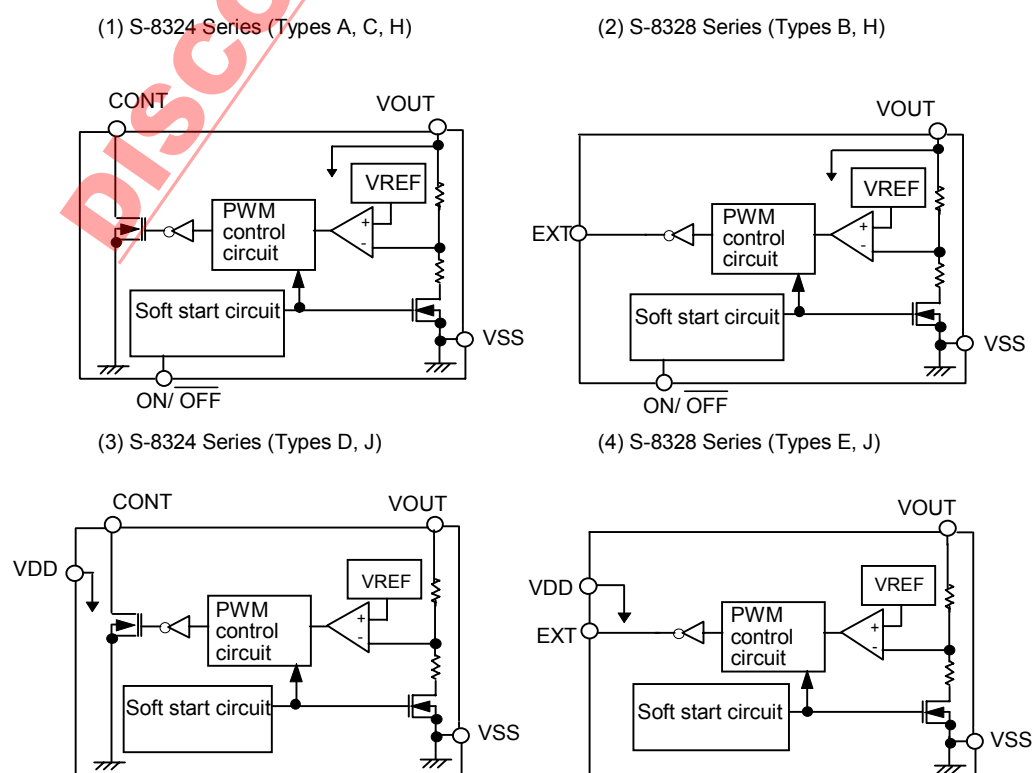 (1) S-8324 Series (Types A, C, H)
CONT
VOUT
VREF
PWM
control
circuit
+
-
Soft start circuit
VSS
ON/ OFF
(2) S-8328 Series (Types B, H)
VOUT
VREF
EXT
PWM
control
circuit
+
-
Soft start circuit
VSS
ON/ OFF
(3) S-8324 Series (Types D, J)
CONT
VOUT
VDD
VREF
PWM
control
circuit
+
-
Soft start circuit
VSS
(4) S-8328 Series (Types E, J)
VOUT
VDD
VREF
EXT
PWM
control
circuit
+
-
Soft start circuit
VSS
DISCO